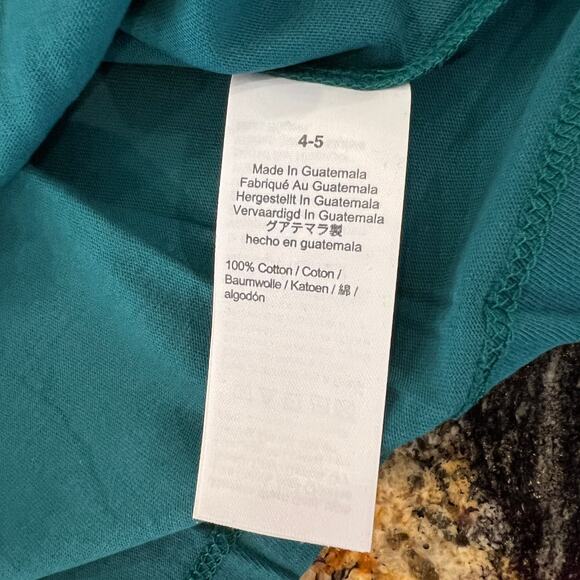 4-5
Made In Guatemala
Fabriqué Au Guatemala
Hergestellt In Guatemala
Vervaardigd In Guatemala
グアテマラ製
hecho en guatemala
100% Cotton / Coton /
Baumwolle / Katoen / 綿 /
algodón